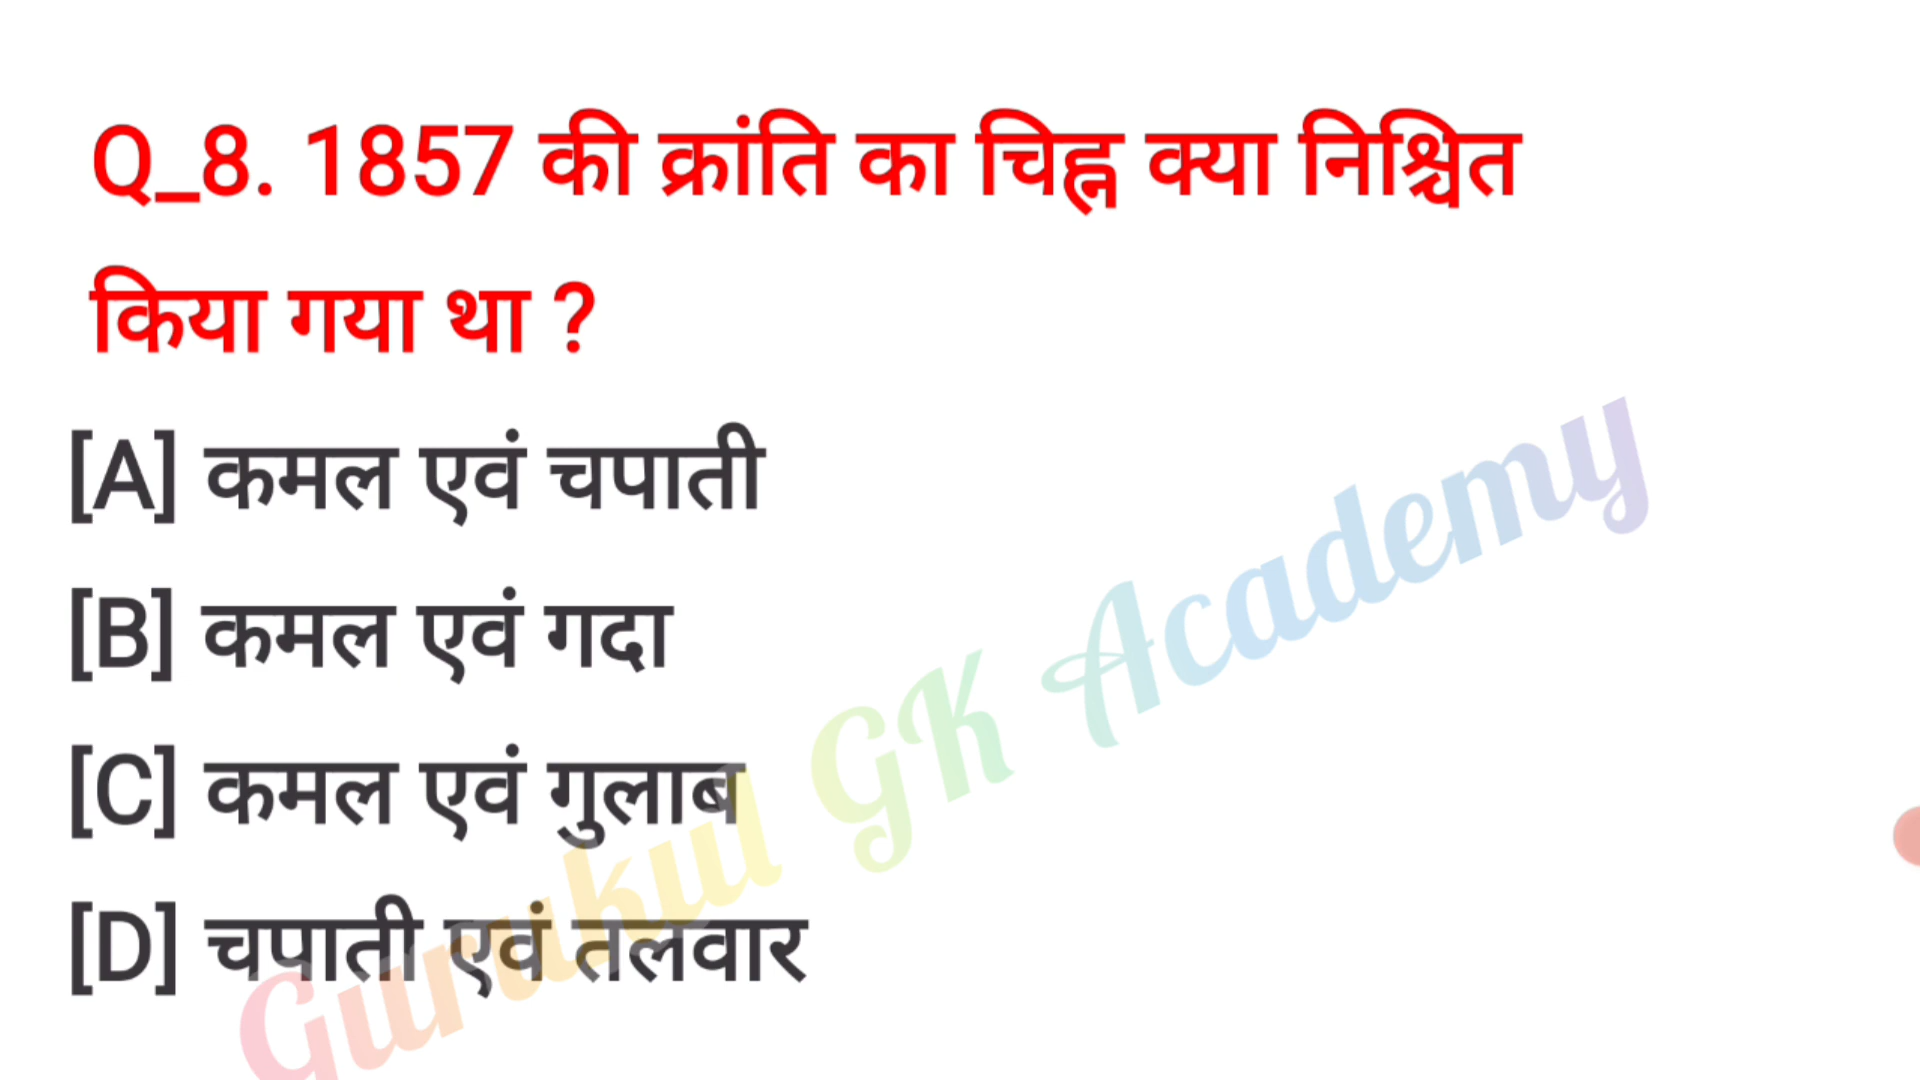 Q_8. 1857 की क्रांति का चिह्न क्या निश्चित
किया गया था ?
[A] कमल एवं चपाती
[B] कमल एवं गदा
[C] कमल एवं गुलाब
[D] चपाती एवं तलवार
Gurukul GK Academy